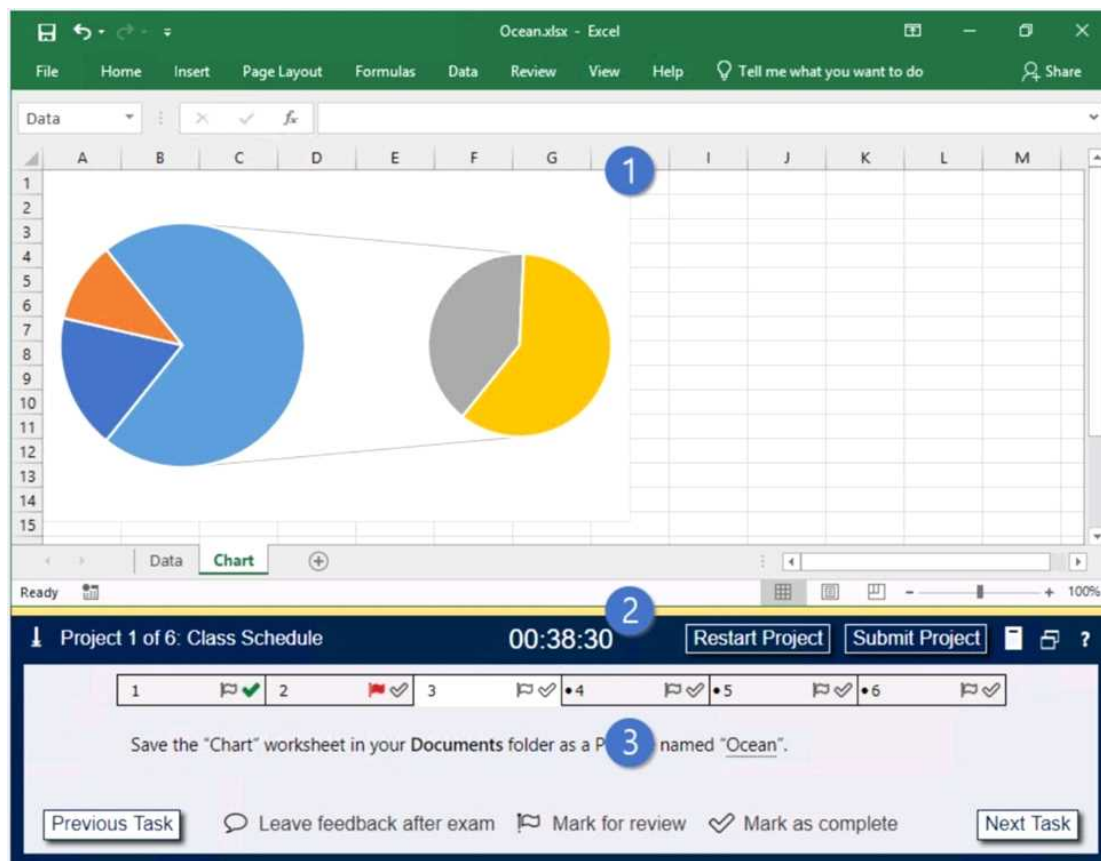 Ocean.xlsx - Excel
File Home Insert Page Layout Formulas Data Review View Help Tell me what you want to do Share
Data fx
A B C D E F G I J K L M
1
1
2
3
4
5
6
7
8
9
10
11
12
13
14
15
Data Chart
Ready 100%
2
Project 1 of 6: Class Schedule 00:38:30 Restart Project Submit Project ?
1 2 3 •4 •5 •6
Save the "Chart" worksheet in your Documents folder as a P 3 named "Ocean".
Previous Task Leave feedback after exam Mark for review Mark as complete Next Task